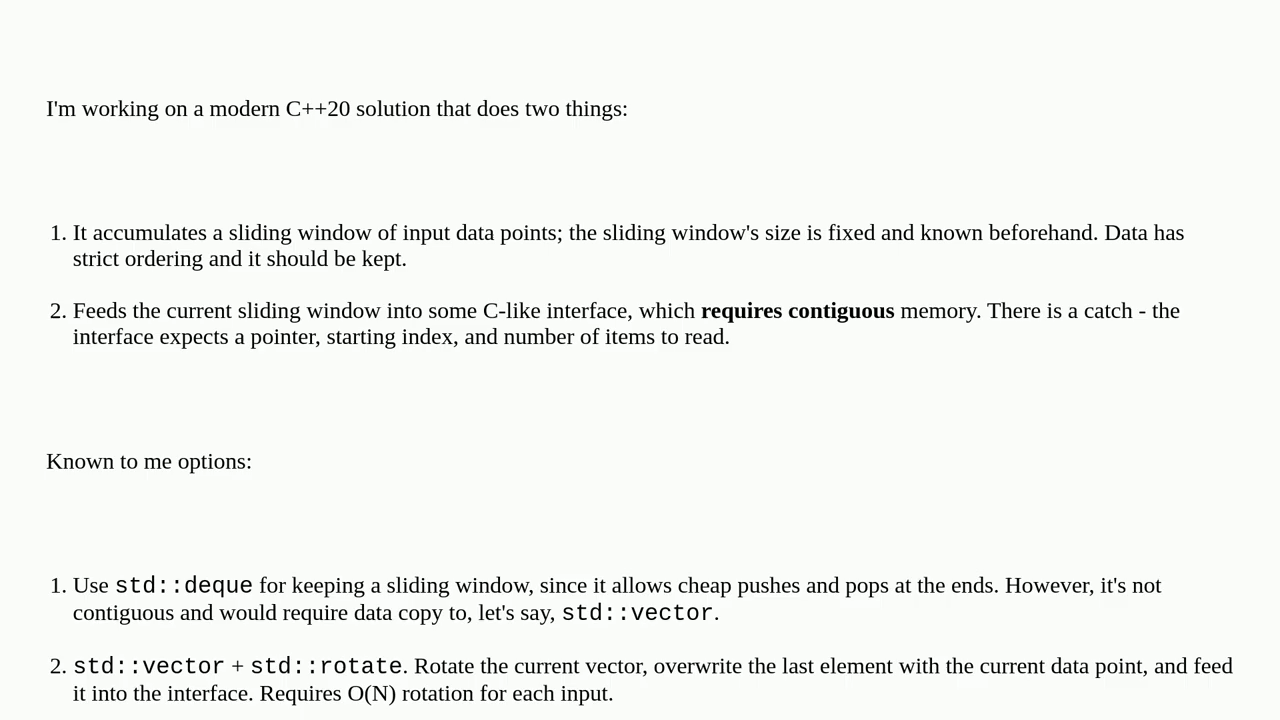 I'm working on a modern C++20 solution that does two things:
1. It accumulates a sliding window of input data points; the sliding window's size is fixed and known beforehand. Data has
strict ordering and it should be kept.
2. Feeds the current sliding window into some C-like interface, which requires contiguous memory. There is a catch - the
interface expects a pointer, starting index, and number of items to read.
Known to me options:
1. Use std::deque for keeping a sliding window, since it allows cheap pushes and pops at the ends. However, it's not
contiguous and would require data copy to, let's say, std::vector.
2. std::vector + std::rotate. Rotate the current vector, overwrite the last element with the current data point, and feed
it into the interface. Requires O(N) rotation for each input.